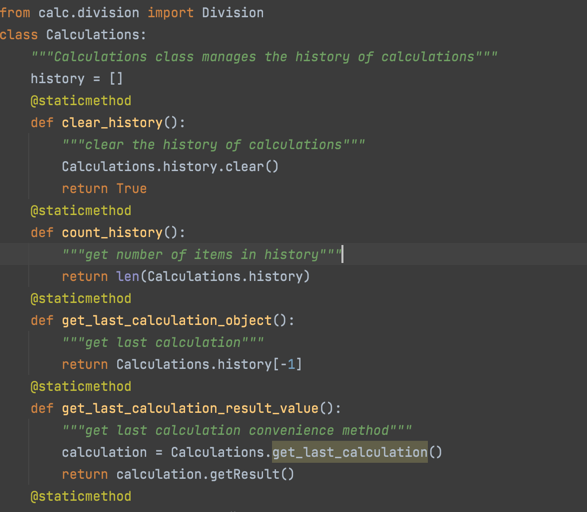 from calc.division import Division
class Calculations:
    """Calculations class manages the history of calculations"""
    history = []
    @staticmethod
    def clear_history():
        """clear the history of calculations"""
        Calculations.history.clear()
        return True
    @staticmethod
    def count_history():
        """get number of items in history"""
        return len(Calculations.history)
    @staticmethod
    def get_last_calculation_object():
        """get last calculation"""
        return Calculations.history[-1]
    @staticmethod
    def get_last_calculation_result_value():
        """get last calculation convenience method"""
        calculation = Calculations.get_last_calculation()
        return calculation.getResult()
    @staticmethod